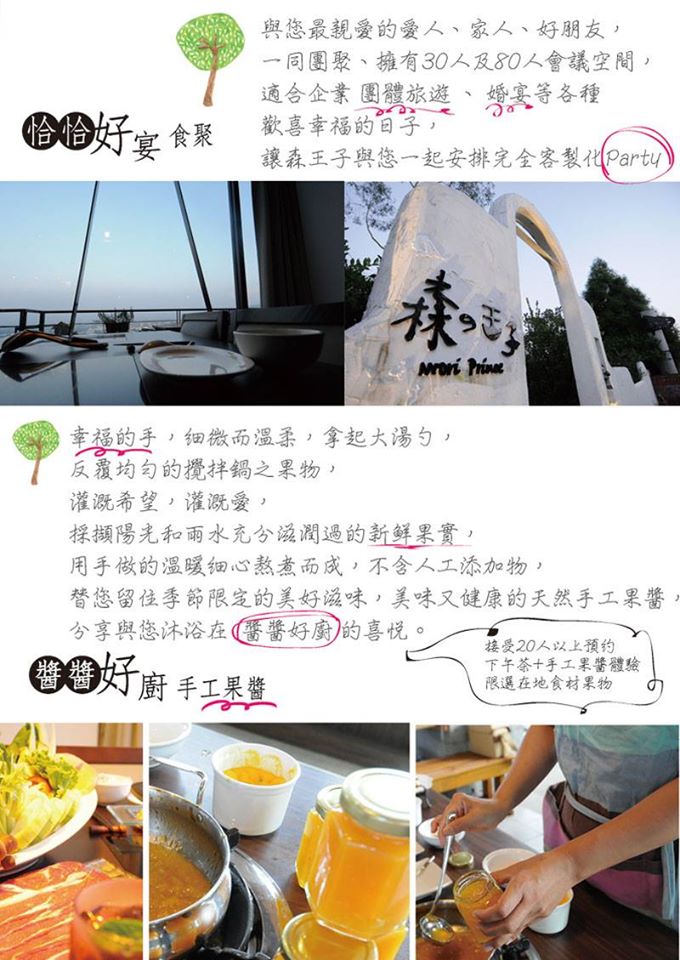 與您最親愛的愛人、家人、好朋友，
一同團聚、擁有30人及80人會議空間，
適合企業 團體旅遊 、 婚宴等各種
歡喜幸福的日子，
讓森王子與您一起安排完全客製化Party
恰恰好宴 食聚
森の王子
mori Prince
幸福的手，細微而溫柔，拿起大湯勺，
反覆均勻的攪拌鍋之果物，
灌溉希望，灌溉愛，
採擷陽光和雨水充分滋潤過的新鮮果實，
用手做的溫暖細心熬煮而成，不含人工添加物，
替您留住季節限定的美好滋味，美味又健康的天然手工果醬，
分享與您沐浴在 醬醬好廚 的喜悅。
醬醬好廚 手工果醬
接受20人以上預約
下午茶+手工果醬體驗
限選在地食材果物